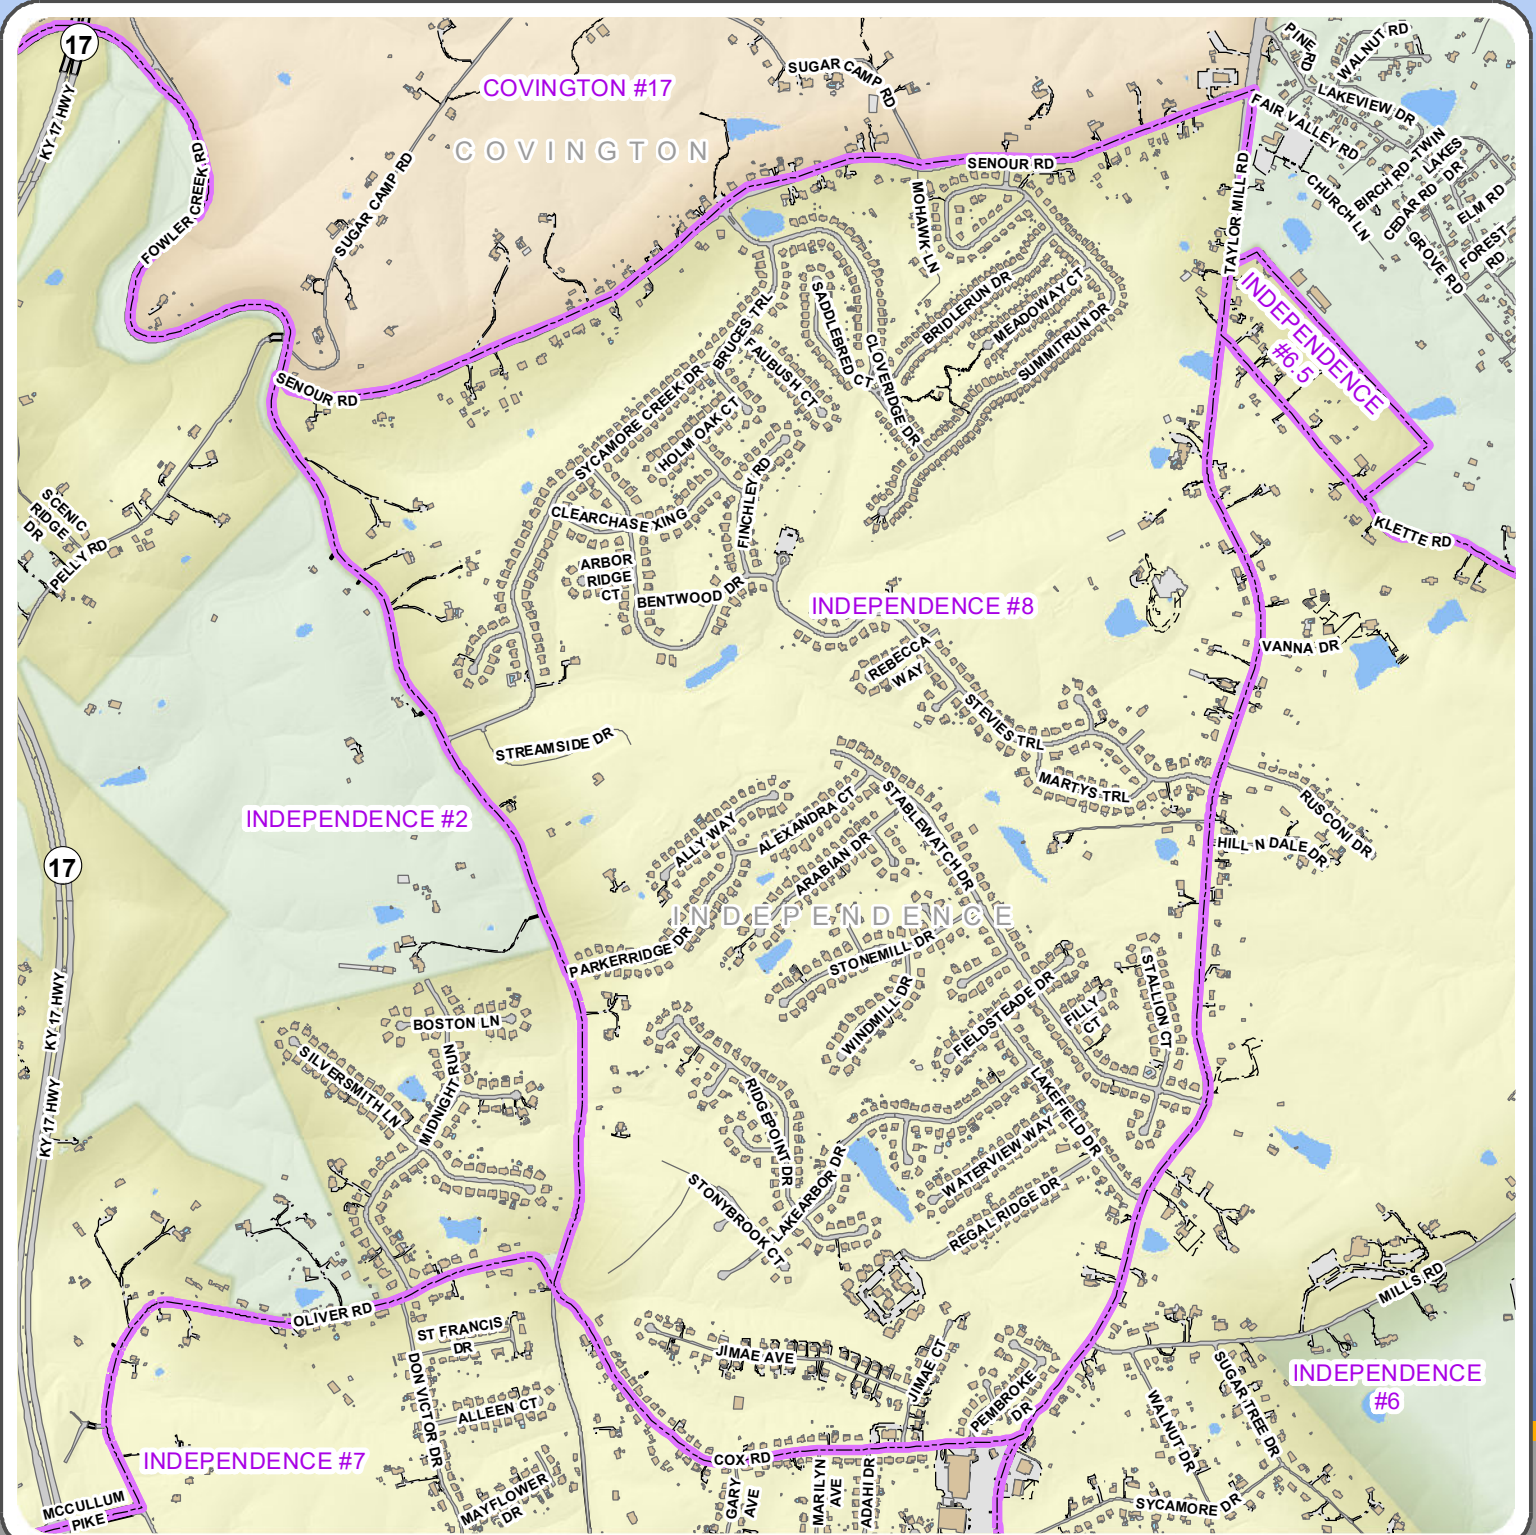 17
KY 17 HWY
COVINGTON #17
COVINGTON
SUGAR CAMP RD
PINE RD
WALNUT RD
LAKEVIEW DR
FAIR VALLEY RD
TWIN
LAKES
DR
BIRCH RD
CEDAR RD
ELM RD
CHURCH LN
GROVE RD
FOREST
RD
FOWLER CREEK RD
SUGAR CAMP RD
SENOUR RD
MOHAWK LN
TAYLOR MILL RD
INDEPENDENCE
#6.5
BRIDLERUN DR
MEADOWAY CT
SUMMITRUN DR
SADDLEBRED CT
CLOVERIDGE DR
BRUCES TRL
FAUBUSH CT
SENOUR RD
SYCAMORE CREEK DR
HOLM OAK CT
FINCHLEY RD
CLEARCHASE XING
ARBOR
RIDGE
CT
BENTWOOD DR
SCENIC
RIDGE
DR
PELLY RD
KLETTE RD
INDEPENDENCE #8
REBECCA
WAY
VANNA DR
STEVIES TRL
STREAMSIDE DR
MARTYS TRL
RUSCONI DR
HILL N DALE DR
INDEPENDENCE #2
17
ALLY WAY
ALEXANDRA CT
ARABIAN DR
STABLEWATCH DR
INDEPENDENCE
PARKERRIDGE DR
STONEMILL DR
WINDMILL DR
FIELDSTEADE DR
FILLY
CT
STALLION CT
KY 17 HWY
KY 17 HWY
BOSTON LN
SILVERSMITH LN
MIDNIGHT RUN
RIDGEPOINT DR
LAKEFIELD DR
WATERVIEW WAY
LAKEARBOR DR
STONYBROOK CT
REGAL RIDGE DR
MILLS RD
OLIVER RD
ST FRANCIS
DR
DON VICTOR DR
ALLEEN CT
JIMAE AVE
JIMAE CT
PEMBROKE
DR
INDEPENDENCE
#6
SUGAR TREE DR
WALNUT DR
SYCAMORE DR
COX RD
INDEPENDENCE #7
MAYFLOWER
DR
GARY
AVE
MARILYN
AVE
ADAHI DR
MCCULLUM
PIKE